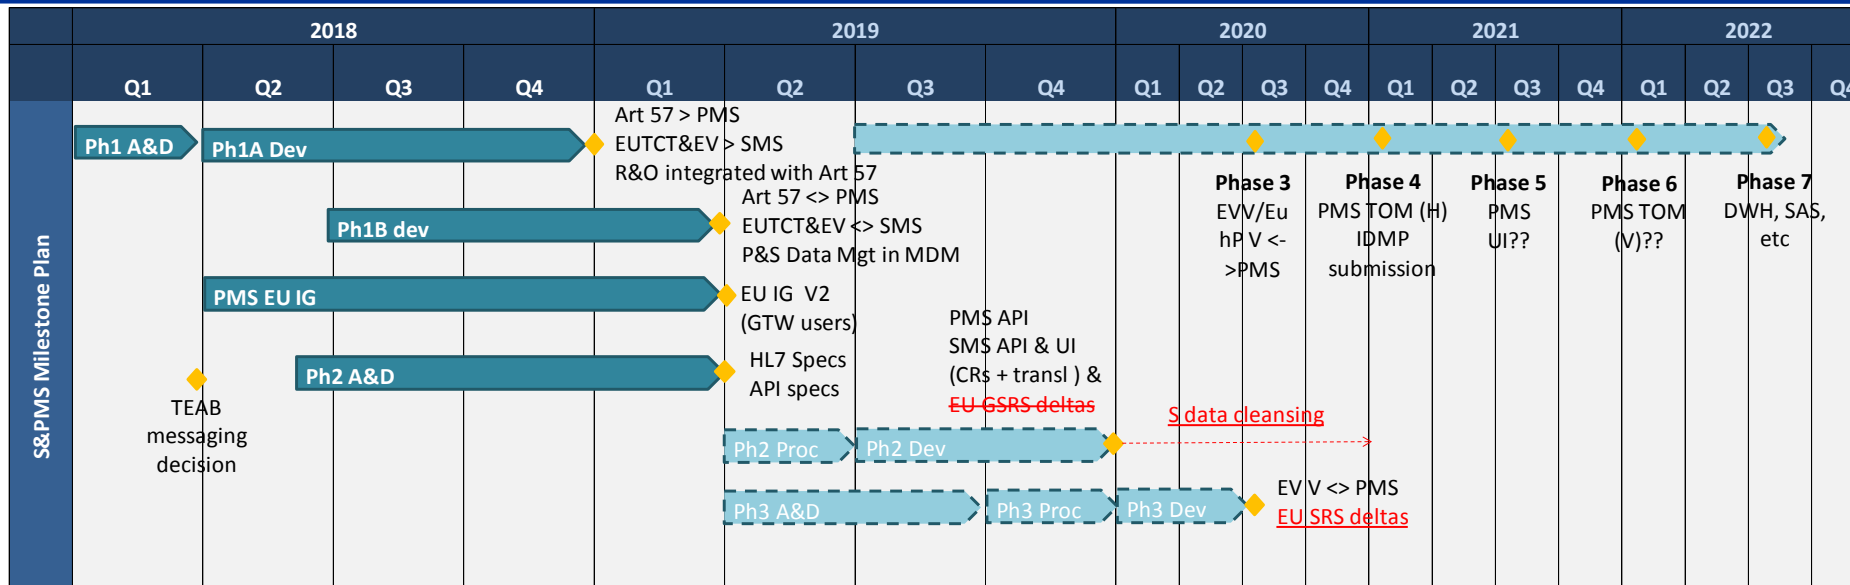 2018 2019 2020 2021 2022
Q1 Q2 Q3 Q4 Q1 Q2 Q3 Q4 Q1 Q2 Q3 Q4 Q1 Q2 Q3 Q4 Q1 Q2 Q3 Q4
S&PMS Milestone Plan
Ph1 A&D
Ph1A Dev
Art 57 > PMS
EUTCT&EV > SMS
R&O integrated with Art 57
Phase 3
EVV/Eu
hP V <-
>PMS
Phase 4
PMS TOM (H)
IDMP
submission
Phase 5
PMS
UI??
Phase 6
PMS TOM
(V)??
Phase 7
DWH, SAS,
etc
Ph1B dev
Art 57 <> PMS
EUTCT&EV <> SMS
P&S Data Mgt in MDM
PMS EU IG
EU IG V2
(GTW users)
Ph2 A&D
HL7 Specs
API specs
TEAB
messaging
decision
PMS API
SMS API & UI
(CRs + transl ) &
EU GSRS deltas
Ph2 Proc
Ph2 Dev
S data cleansing
Ph3 A&D
Ph3 Proc
Ph3 Dev
EV V <> PMS
EU SRS deltas